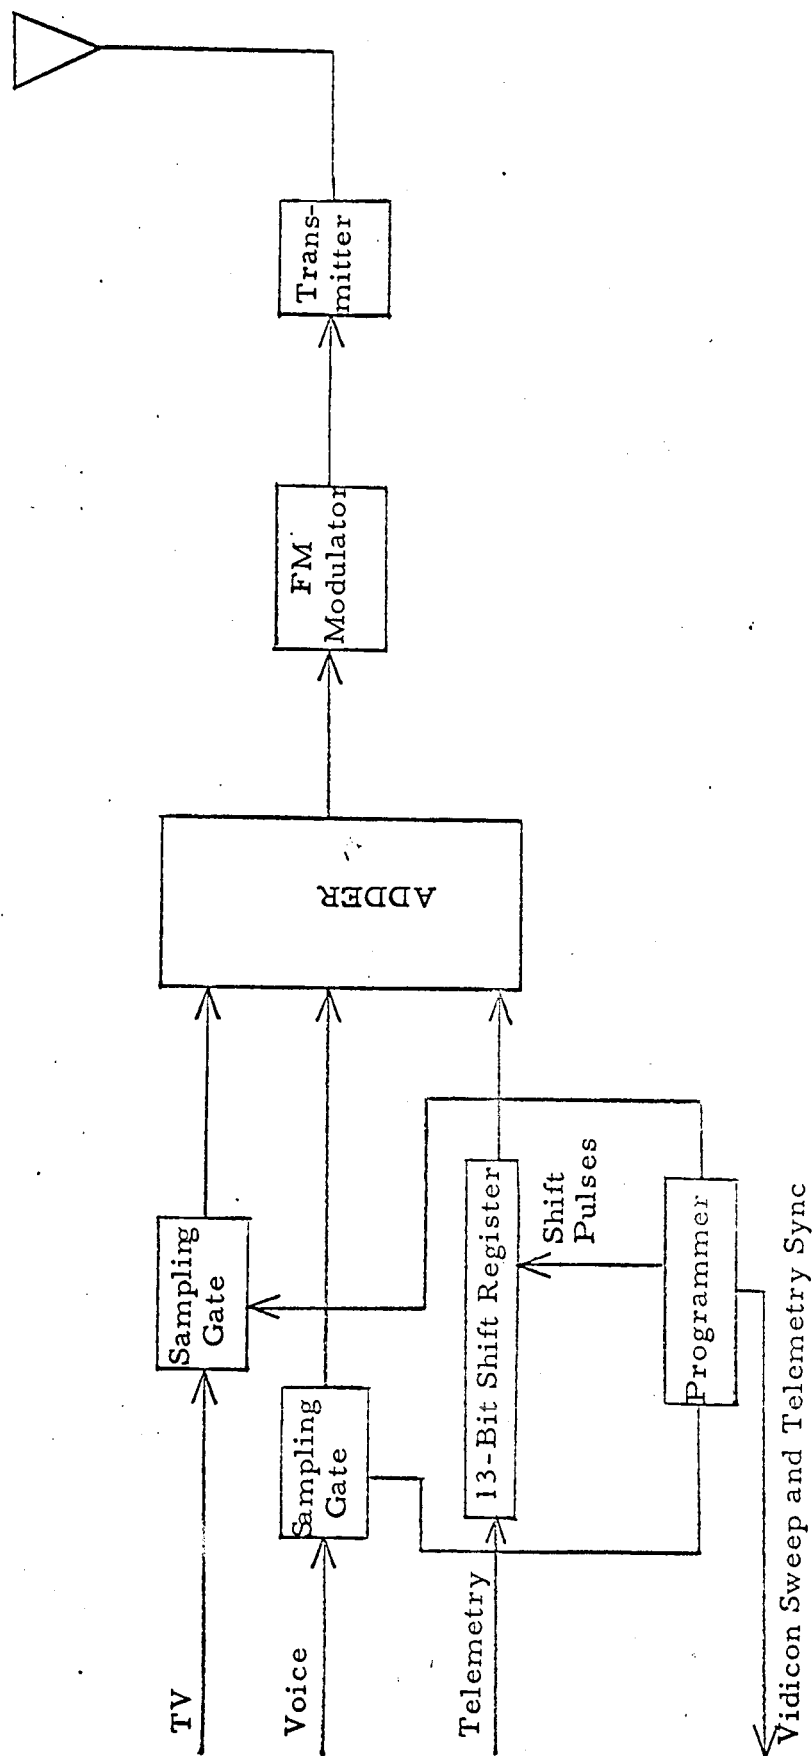 TV
Sampling
Gate
Voice
Sampling
Gate
Telemetry
13-Bit Shift Register
Shift
Pulses
Programmer
Vidicon Sweep and Telemetry Sync
ADDER
FM
Modulator
Trans-
mitter